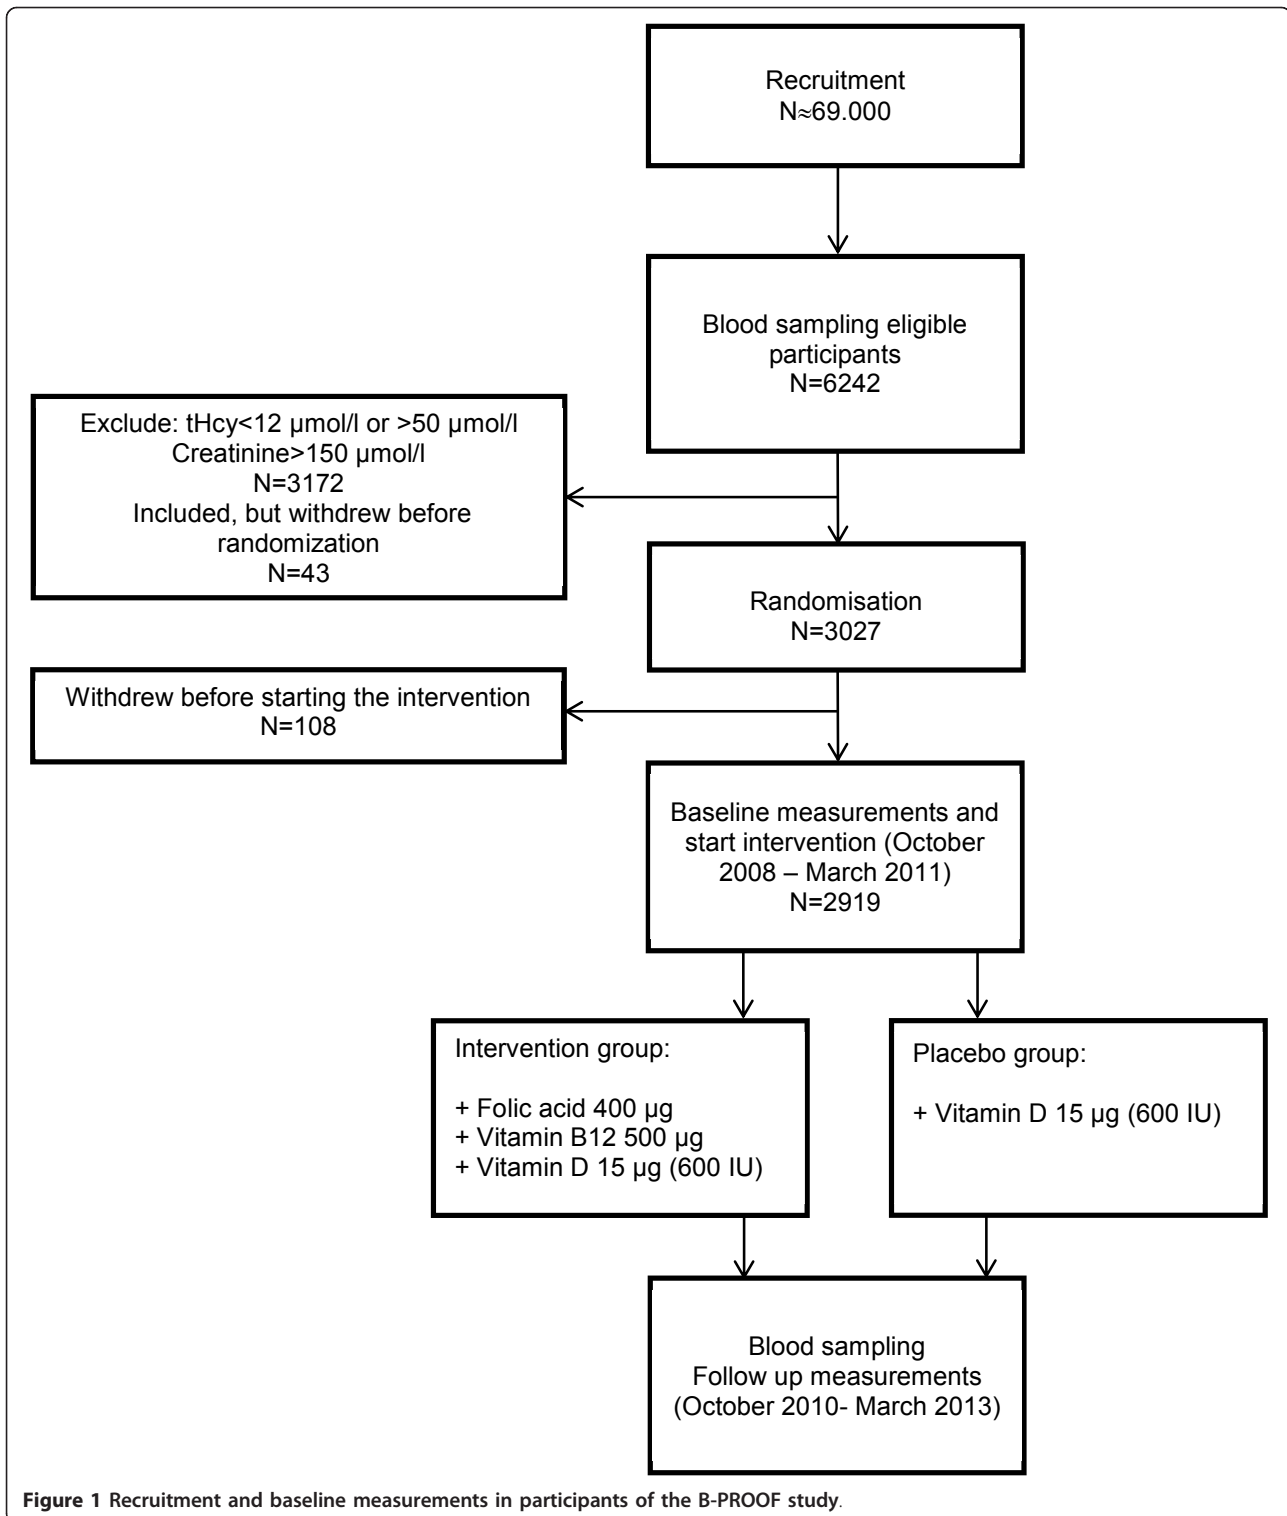 Recruitment
N≈69.000
Blood sampling eligible
participants
N=6242
Exclude: tHcy<12 µmol/l or >50 µmol/l
Creatinine>150 µmol/l
N=3172
Included, but withdrew before
randomization
N=43
Randomisation
N=3027
Withdrew before starting the intervention
N=108
Baseline measurements and
start intervention (October
2008 – March 2011)
N=2919
Intervention group:
+ Folic acid 400 µg
+ Vitamin B12 500 µg
+ Vitamin D 15 µg (600 IU)
Placebo group:
+ Vitamin D 15 µg (600 IU)
Blood sampling
Follow up measurements
(October 2010- March 2013)
Figure 1 Recruitment and baseline measurements in participants of the B-PROOF study.